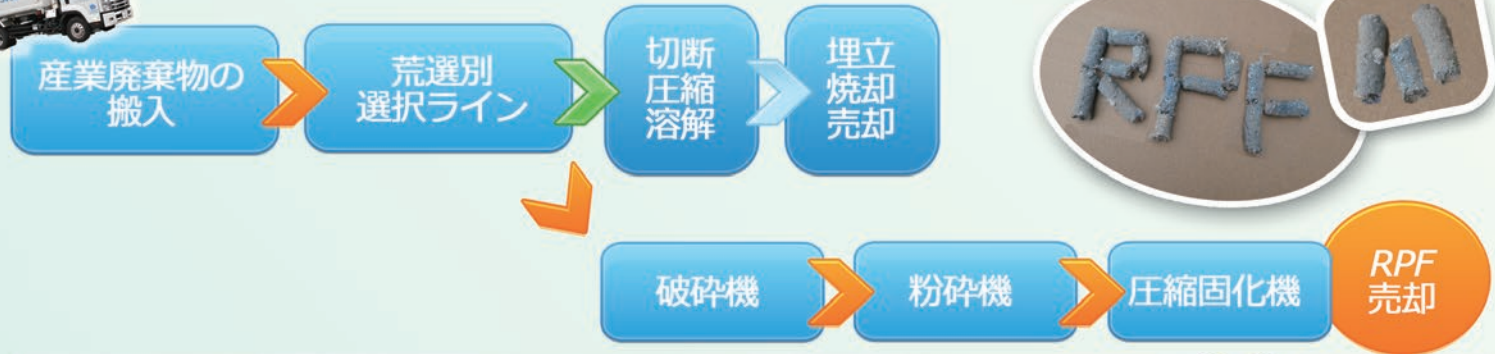 産業廃棄物の
搬入
荒選別
選択ライン
切断
圧縮
溶解
埋立
焼却
売却
RPF
破砕機
粉砕機
圧縮固化機
RPF
売却